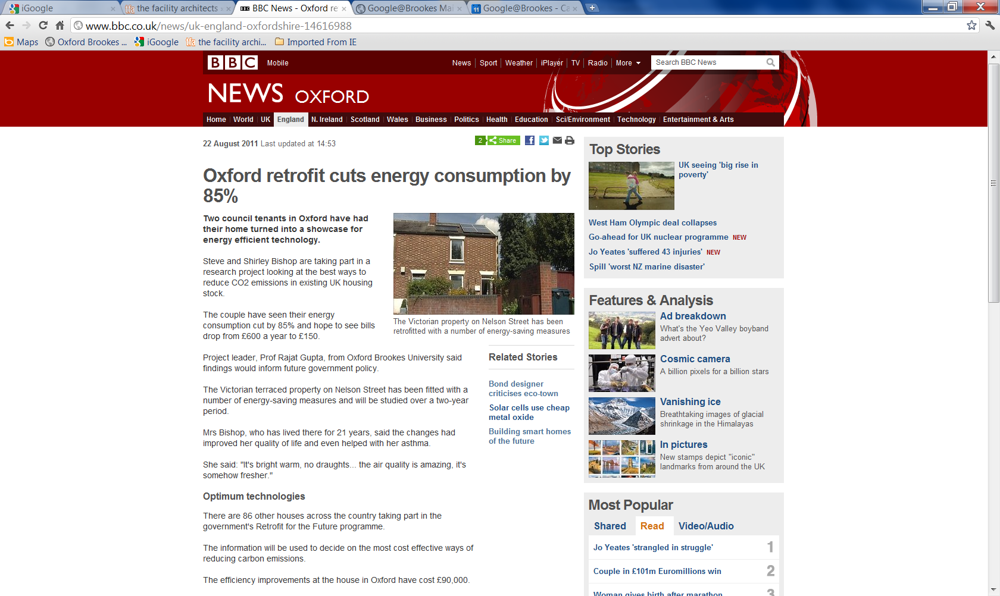 iGoogle
the facility architects
BBC News - Oxford re
Google@Brookes Mai
Google@Brookes - Ca
www.bbc.co.uk/news/uk-england-oxfordshire-14616988
Maps
Oxford Brookes ...
iGoogle
the facility archi...
Imported From IE
BBC
Mobile
News Sport Weather iPlayer TV Radio More
Search BBC News
NEWS OXFORD
Home World UK England N. Ireland Scotland Wales Business Politics Health Education Sci/Environment Technology Entertainment & Arts
22 August 2011 Last updated at 14:53
2 Share
Oxford retrofit cuts energy consumption by
85%
Two council tenants in Oxford have had
their home turned into a showcase for
energy efficient technology.
Steve and Shirley Bishop are taking part in a
research project looking at the best ways to
reduce CO2 emissions in existing UK housing
stock.
The couple have seen their energy
consumption cut by 85% and hope to see bills
drop from £600 a year to £150.
The Victorian property on Nelson Street has been
retrofitted with a number of energy-saving measures
Project leader, Prof Rajat Gupta, from Oxford Brookes University said
findings would inform future government policy.
The Victorian terraced property on Nelson Street has been fitted with a
number of energy-saving measures and will be studied over a two-year
period.
Mrs Bishop, who has lived there for 21 years, said the changes had
improved her quality of life and even helped with her asthma.
She said: "It's bright warm, no draughts... the air quality is amazing, it's
somehow fresher."
Optimum technologies
There are 86 other houses across the country taking part in the
government's Retrofit for the Future programme.
The information will be used to decide on the most cost effective ways of
reducing carbon emissions.
The efficiency improvements at the house in Oxford have cost £90,000.
Related Stories
Bond designer
criticises eco-town
Solar cells use cheap
metal oxide
Building smart homes
of the future
Top Stories
UK seeing 'big rise in
poverty'
West Ham Olympic deal collapses
Go-ahead for UK nuclear programme NEW
Jo Yeates 'suffered 43 injuries' NEW
Spill 'worst NZ marine disaster'
Features & Analysis
Ad breakdown
What's the Yeo Valley boyband
advert about?
Cosmic camera
A billion pixels for a billion stars
Vanishing ice
Breathtaking images of glacial
shrinkage in the Himalayas
In pictures
New stamps depict "iconic"
landmarks from around the UK
Most Popular
Shared Read Video/Audio
Jo Yeates 'strangled in struggle' 1
Couple in £101m Euromillions win 2
Woman gives birth after marathon 3